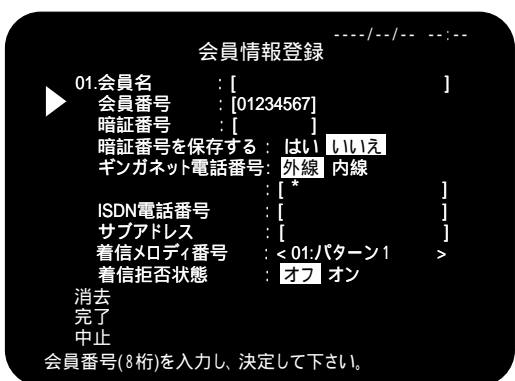 ----/--/-- --:--
会員情報登録
01.会員名 : [ ]
会員番号 : [01234567]
暗証番号 : [ ]
暗証番号を保存する : はい いいえ
ギンガネット電話番号: 外線 内線
: [ * ]
ISDN電話番号 : [ ]
サブアドレス : [ ]
着信メロディ番号 : < 01:パターン1 >
着信拒否状態 : オフ オン
消去
完了
中止
会員番号(8桁)を入力し、決定して下さい。